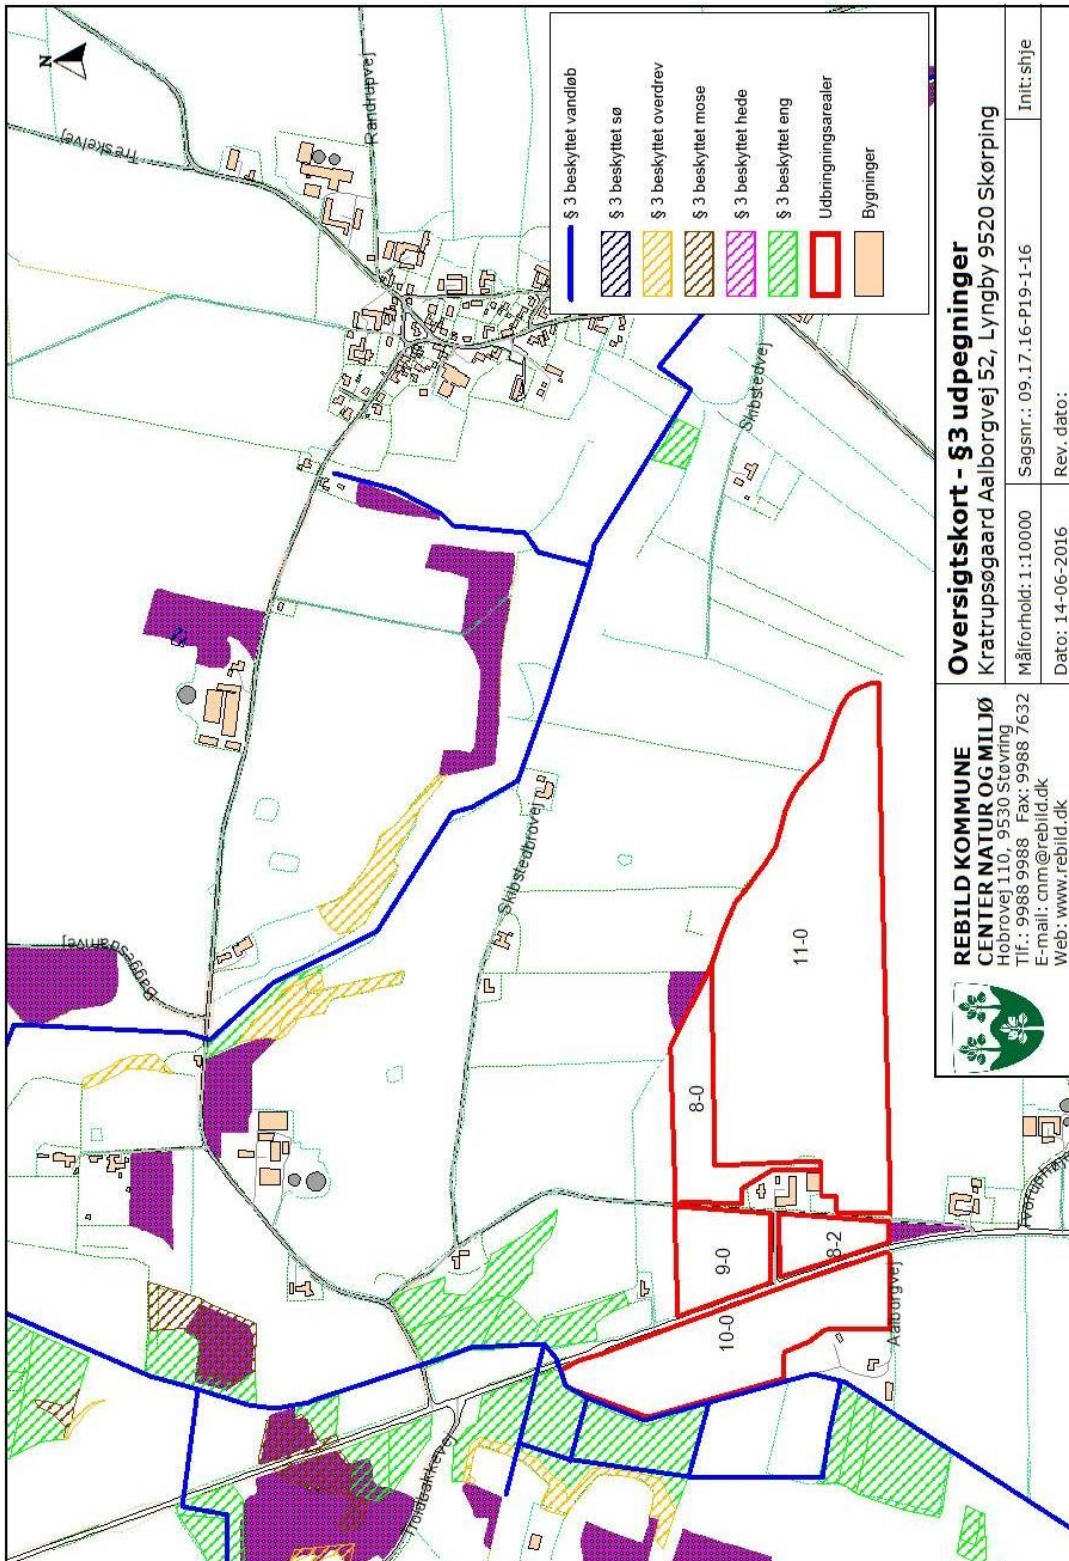 N
Treskelvej
Randrupvej
Skibstedvej
Skibstedbrovej
11-0
8-0
9-0
8-2
10-0
Aalborgvej
§ 3 beskyttet vandløb
§ 3 beskyttet sø
§ 3 beskyttet overdrev
§ 3 beskyttet mose
§ 3 beskyttet hede
§ 3 beskyttet eng
Udbringningsarealer
Bygninger
REBILD KOMMUNE
CENTER NATUR OG MILJØ
Hobrovej 110, 9530 Støvring
Tlf.: 9988 9988 Fax: 9988 7632
E-mail: cnm@rebild.dk
Web: www.rebild.dk
Oversigtskort - §3 udpegninger
Kratrupsøgaard Aalborgvej 52, Lyngby 9520 Skørping
Målforhold: 1:10000
Sagsnr.: 09.17.16-P19-1-16
Init: shje
Dato: 14-06-2016
Rev. dato: